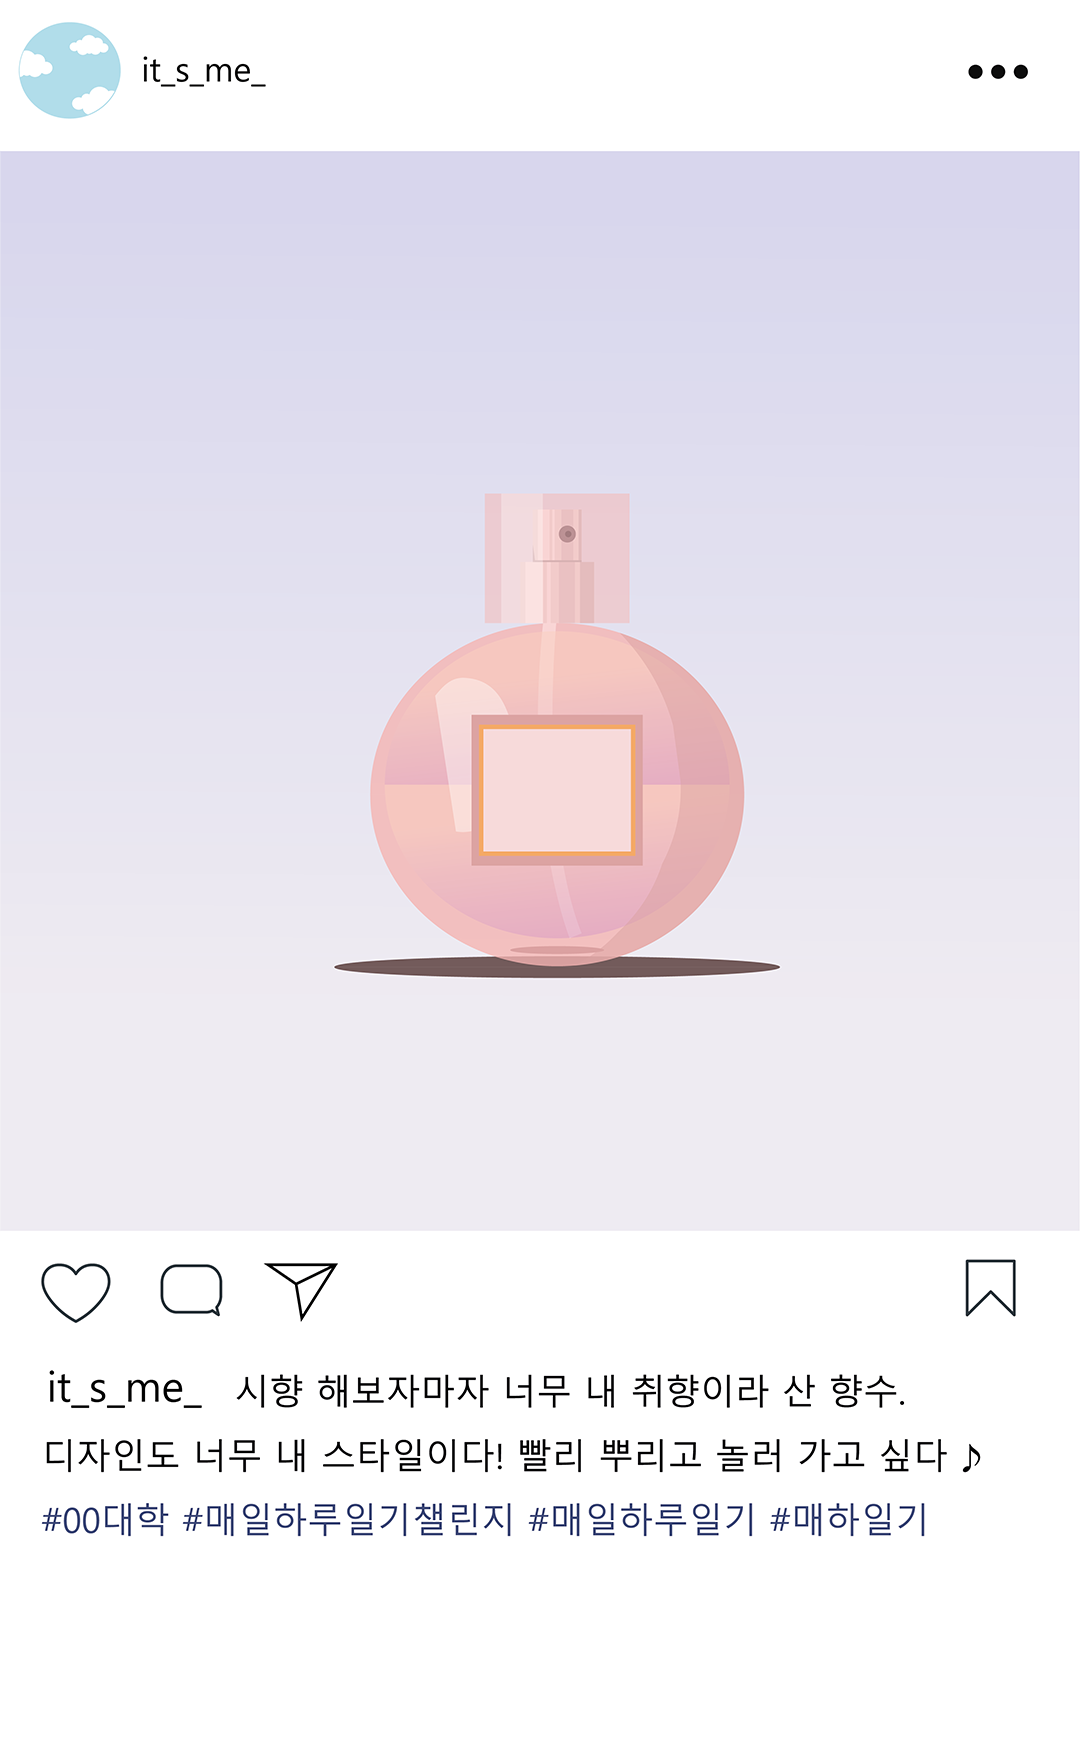 it_s_me_
it_s_me_ 시향 해보자마자 너무 내 취향이라 산 향수.
디자인도 너무 내 스타일이다! 빨리 뿌리고 놀러 가고 싶다 ♪
#00대학 #매일하루일기챌린지 #매일하루일기 #매하일기